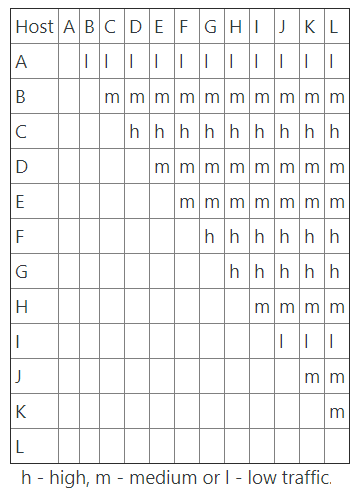 Host A B C D E F G H I J K L
A l l l l l l l l l l l
B m m m m m m m m m m
C h h h h h h h h h
D m m m m m m m m
E m m m m m m m
F h h h h h h
G h h h h h
H m m m m
I l l l
J m m
K m
L
h - high, m - medium or l - low traffic.